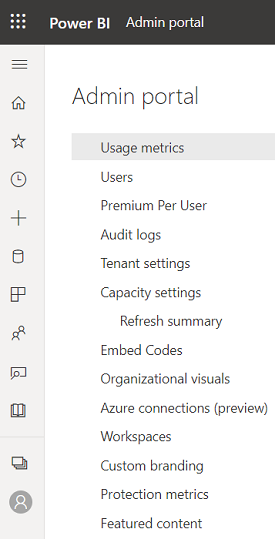 Power BI Admin portal
Admin portal
Usage metrics
Users
Premium Per User
Audit logs
Tenant settings
Capacity settings
Refresh summary
Embed Codes
Organizational visuals
Azure connections (preview)
Workspaces
Custom branding
Protection metrics
Featured content